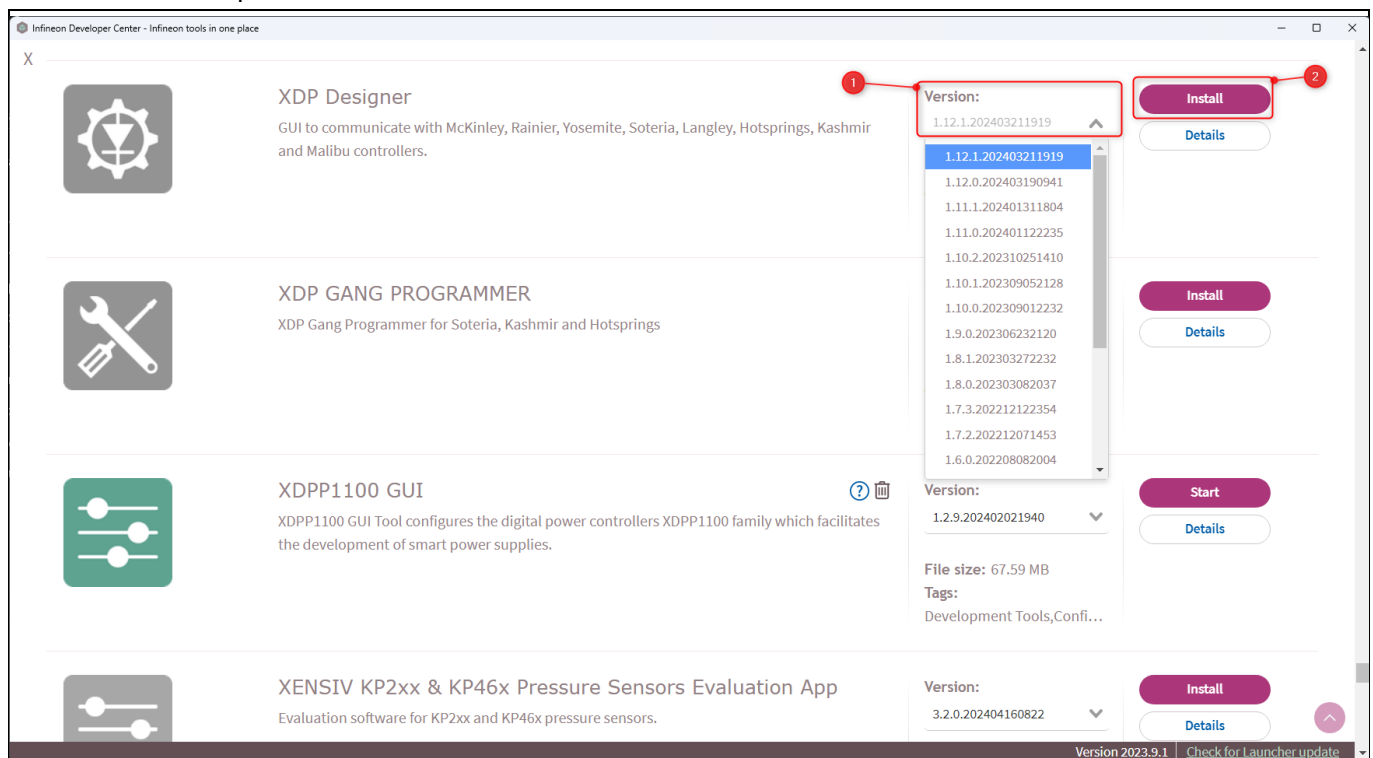 Infineon Developer Center - Infineon tools in one place
X
XDP Designer
GUI to communicate with McKinley, Rainier, Yosemite, Soteria, Langley, Hotsprings, Kashmir
and Malibu controllers.
1
Version:
1.12.1.202403211919
2
Install
Details
1.12.1.202403211919
1.12.0.202403190941
1.11.1.202401311804
1.11.0.202401122235
1.10.2.202310251410
1.10.1.202309052128
1.10.0.202309012232
1.9.0.202306232120
1.8.1.202303272232
1.8.0.202303082037
1.7.3.202212122354
1.7.2.202212071453
1.6.0.202208082004
XDP GANG PROGRAMMER
XDP Gang Programmer for Soteria, Kashmir and Hotsprings
Install
Details
XDPP1100 GUI
XDPP1100 GUI Tool configures the digital power controllers XDPP1100 family which facilitates
the development of smart power supplies.
?
Version:
1.2.9.202402021940
File size: 67.59 MB
Tags:
Development Tools,Confi...
Start
Details
XENSIV KP2xx & KP46x Pressure Sensors Evaluation App
Evaluation software for KP2xx and KP46x pressure sensors.
Version:
3.2.0.202404160822
Install
Details
Version 2023.9.1
Check for Launcher update